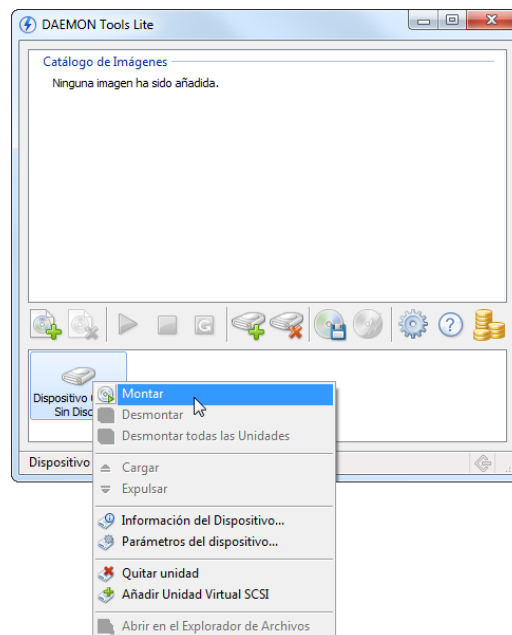 DAEMON Tools Lite
Catálogo de Imágenes
Ninguna imagen ha sido añadida.
Dispositivo
Sin Disc
Montar
Desmontar
Desmontar todas las Unidades
Dispositivo
Cargar
Expulsar
Información del Dispositivo...
Parámetros del dispositivo...
Quitar unidad
Añadir Unidad Virtual SCSI
Abrir en el Explorador de Archivos